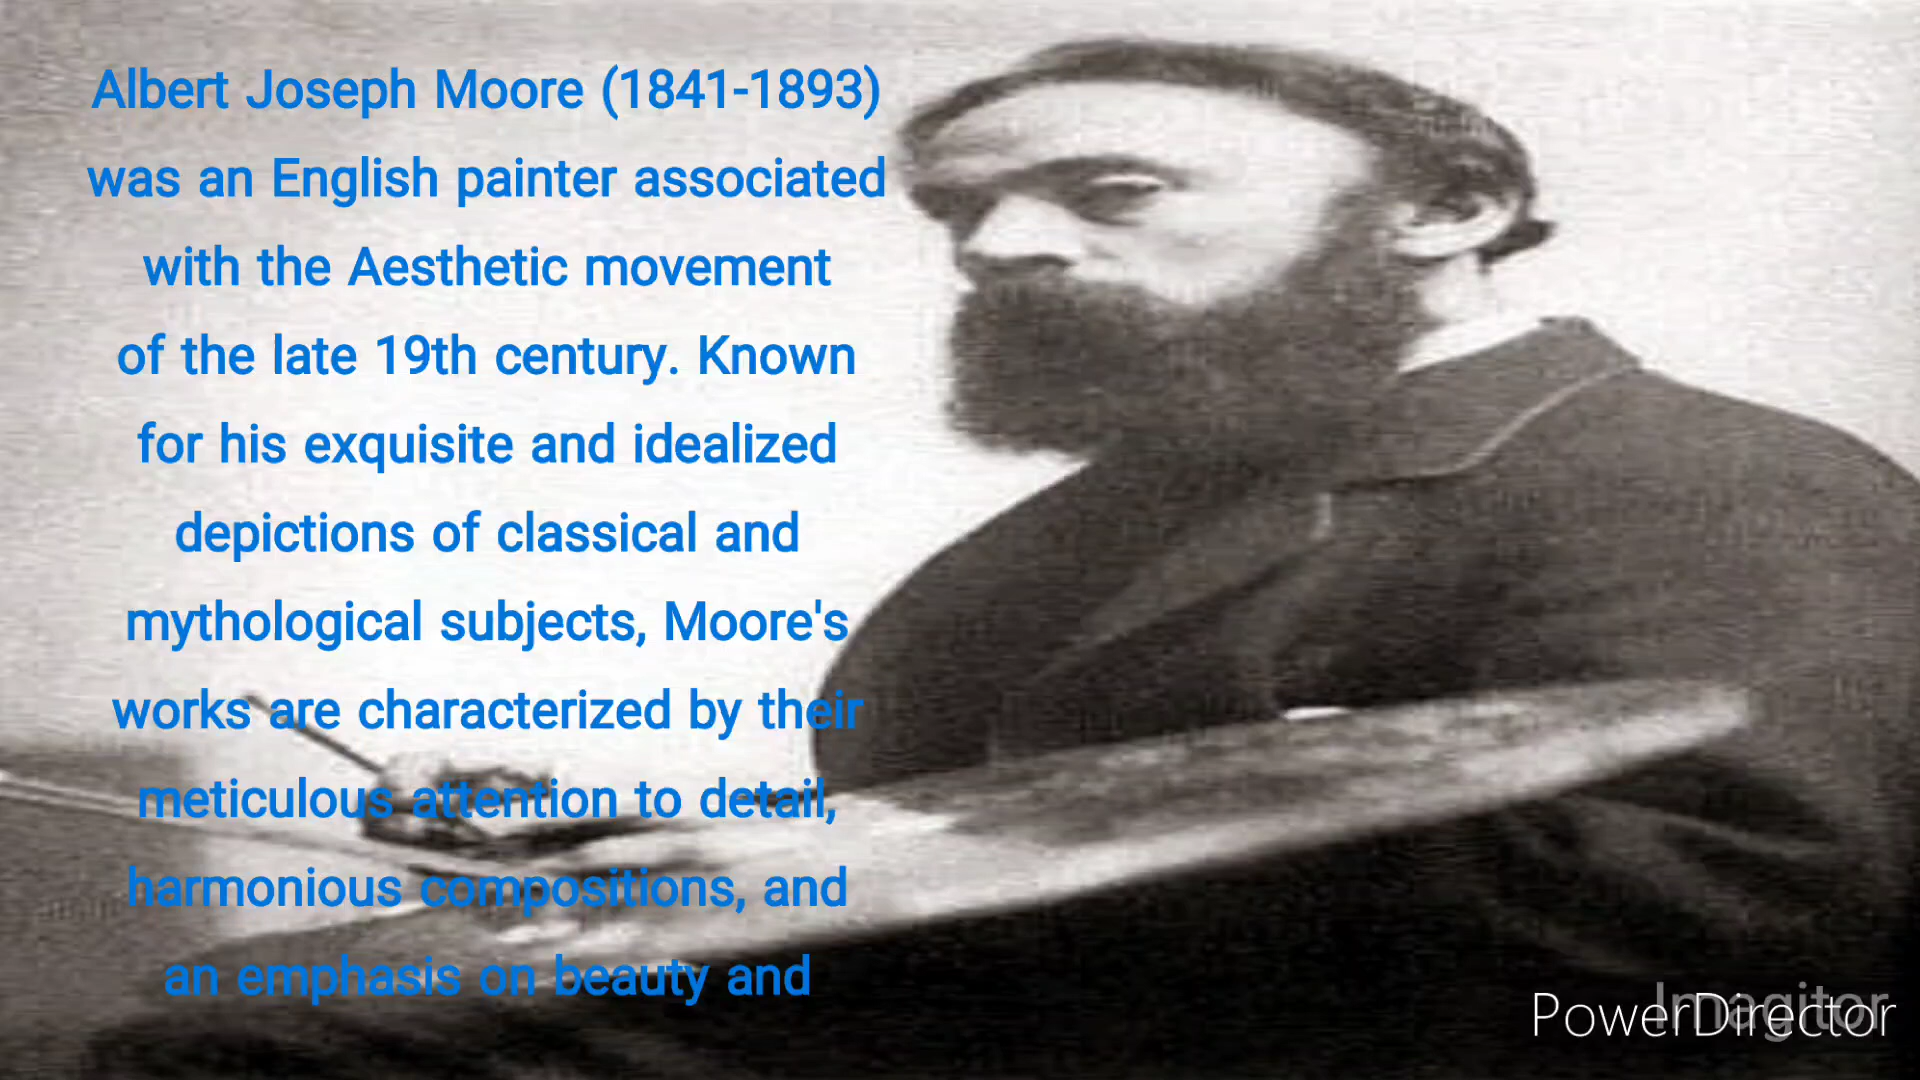 Albert Joseph Moore (1841-1893)
was an English painter associated
with the Aesthetic movement
of the late 19th century. Known
for his exquisite and idealized
depictions of classical and
mythological subjects, Moore's
works are characterized by their
meticulous attention to detail,
harmonious compositions, and
an emphasis on beauty and
Imagitor
PowerDirector